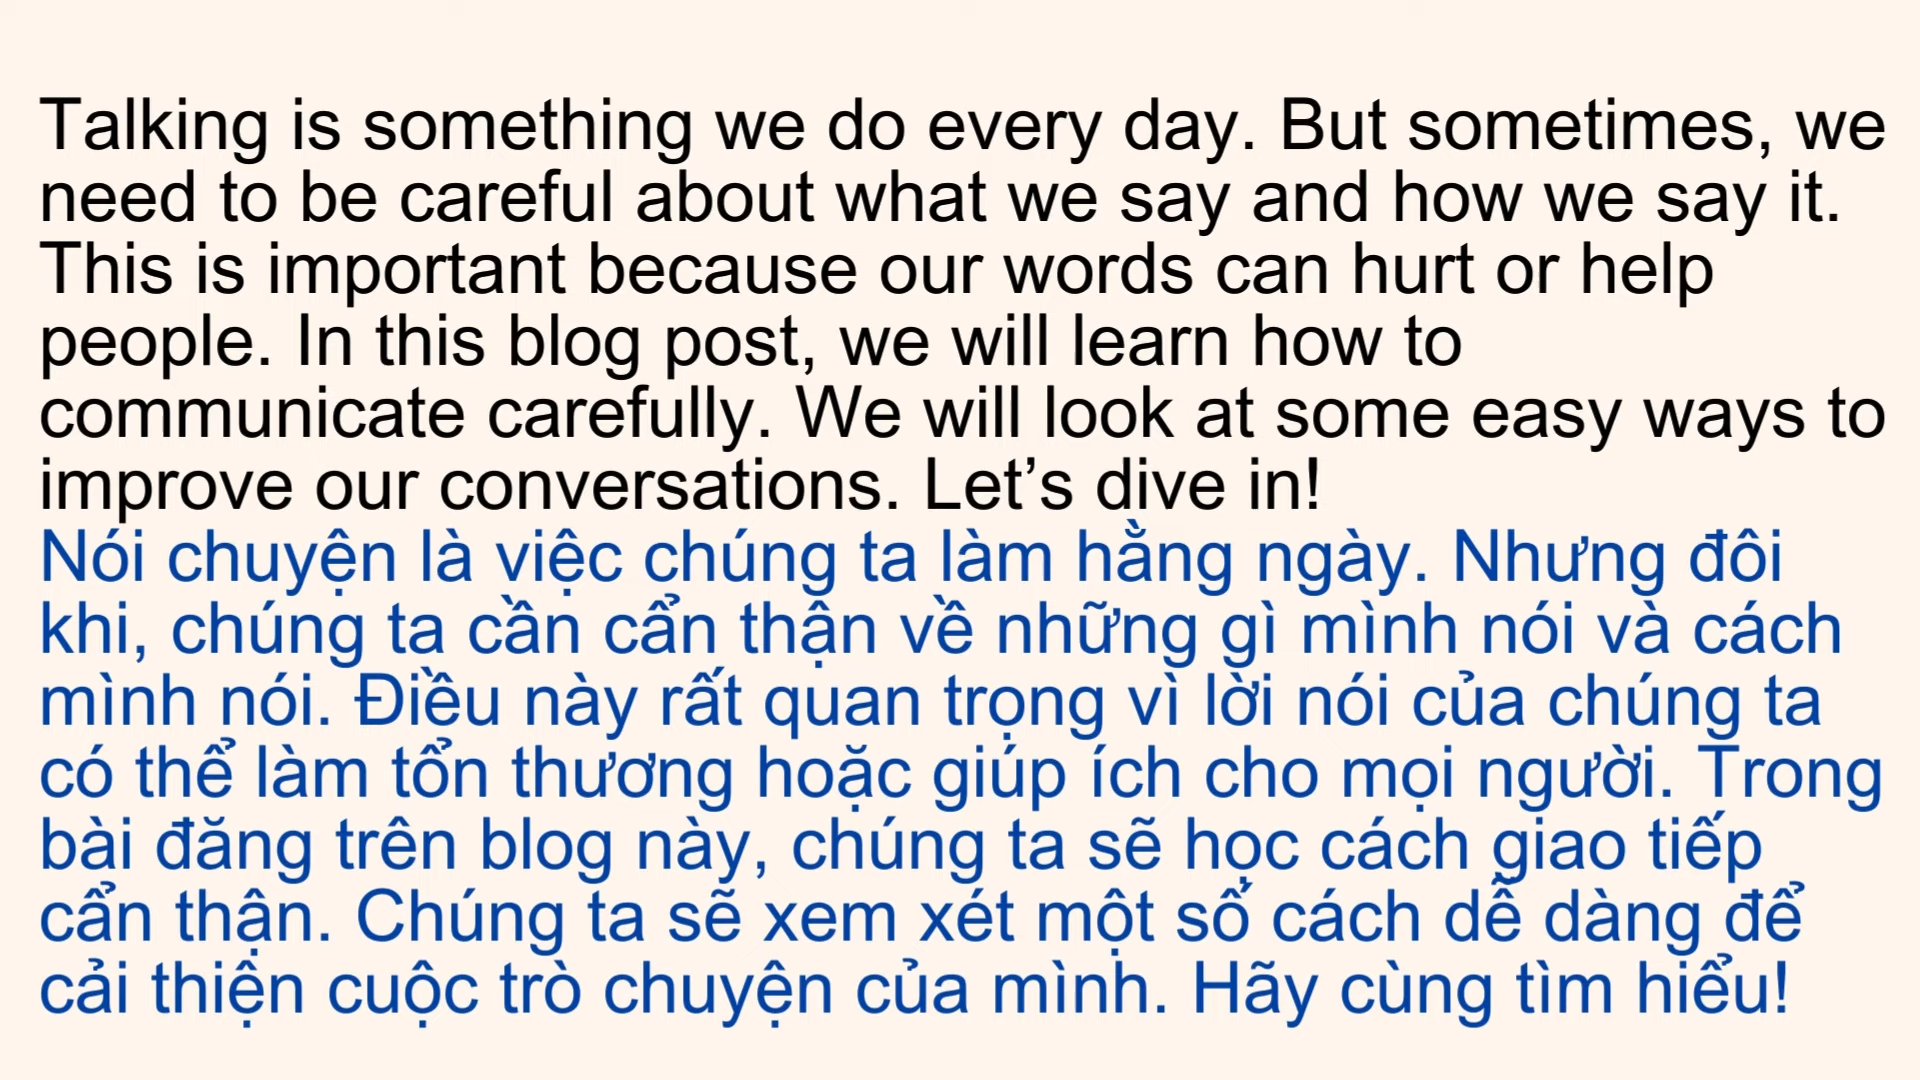 Talking is something we do every day. But sometimes, we
need to be careful about what we say and how we say it.
This is important because our words can hurt or help
people. In this blog post, we will learn how to
communicate carefully. We will look at some easy ways to
improve our conversations. Let’s dive in!
Nói chuyện là việc chúng ta làm hằng ngày. Nhưng đôi
khi, chúng ta cần cẩn thận về những gì mình nói và cách
mình nói. Điều này rất quan trọng vì lời nói của chúng ta
có thể làm tổn thương hoặc giúp ích cho mọi người. Trong
bài đăng trên blog này, chúng ta sẽ học cách giao tiếp
cẩn thận. Chúng ta sẽ xem xét một số cách dễ dàng để
cải thiện cuộc trò chuyện của mình. Hãy cùng tìm hiểu!